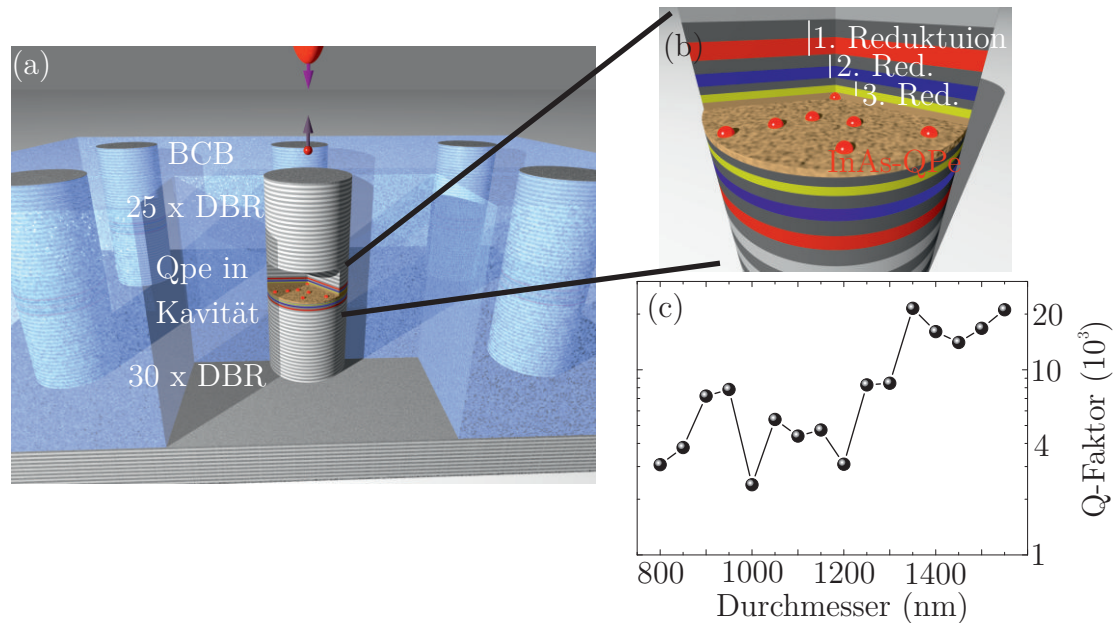 (a)
BCB
25 x DBR
Qpe in
Kavität
30 x DBR
(b)
1. Reduktuion
2. Red.
3. Red.
InAs-QPe
(c)
20
10
4
1
Q-Faktor (10³)
800 1000 1200 1400
Durchmesser (nm)